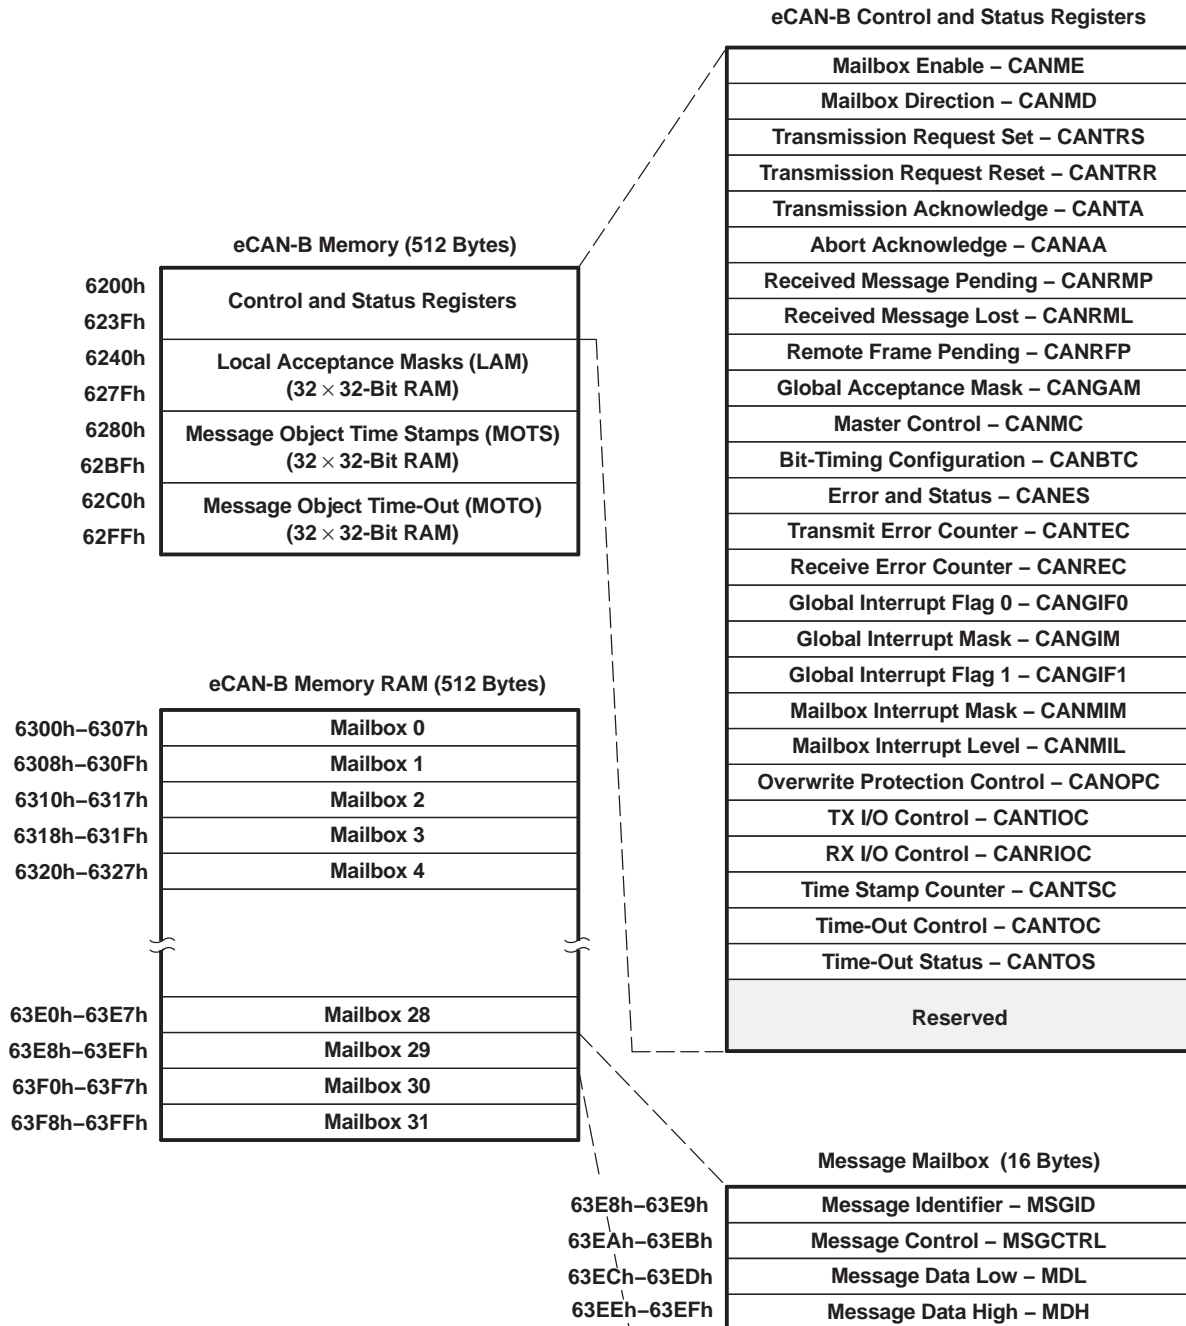 eCAN-B Control and Status Registers
Mailbox Enable – CANME
Mailbox Direction – CANMD
Transmission Request Set – CANTRS
Transmission Request Reset – CANTRR
Transmission Acknowledge – CANTA
Abort Acknowledge – CANAA
Received Message Pending – CANRMP
Received Message Lost – CANRML
Remote Frame Pending – CANRFP
Global Acceptance Mask – CANGAM
Master Control – CANMC
Bit-Timing Configuration – CANBTC
Error and Status – CANES
Transmit Error Counter – CANTEC
Receive Error Counter – CANREC
Global Interrupt Flag 0 – CANGIF0
Global Interrupt Mask – CANGIM
Global Interrupt Flag 1 – CANGIF1
Mailbox Interrupt Mask – CANMIM
Mailbox Interrupt Level – CANMIL
Overwrite Protection Control – CANOPC
TX I/O Control – CANTIOC
RX I/O Control – CANRIOC
Time Stamp Counter – CANTSC
Time-Out Control – CANTOC
Time-Out Status – CANTOS
Reserved
eCAN-B Memory (512 Bytes)
6200h
Control and Status Registers
623Fh
6240h
Local Acceptance Masks (LAM)
(32 × 32-Bit RAM)
627Fh
6280h
Message Object Time Stamps (MOTS)
(32 × 32-Bit RAM)
62BFh
62C0h
Message Object Time-Out (MOTO)
(32 × 32-Bit RAM)
62FFh
eCAN-B Memory RAM (512 Bytes)
6300h–6307h Mailbox 0
6308h–630Fh Mailbox 1
6310h–6317h Mailbox 2
6318h–631Fh Mailbox 3
6320h–6327h Mailbox 4
63E0h–63E7h Mailbox 28
63E8h–63EFh Mailbox 29
63F0h–63F7h Mailbox 30
63F8h–63FFh Mailbox 31
Message Mailbox (16 Bytes)
63E8h–63E9h Message Identifier – MSGID
63EAh–63EBh Message Control – MSGCTRL
63ECh–63EDh Message Data Low – MDL
63EEh–63EFh Message Data High – MDH